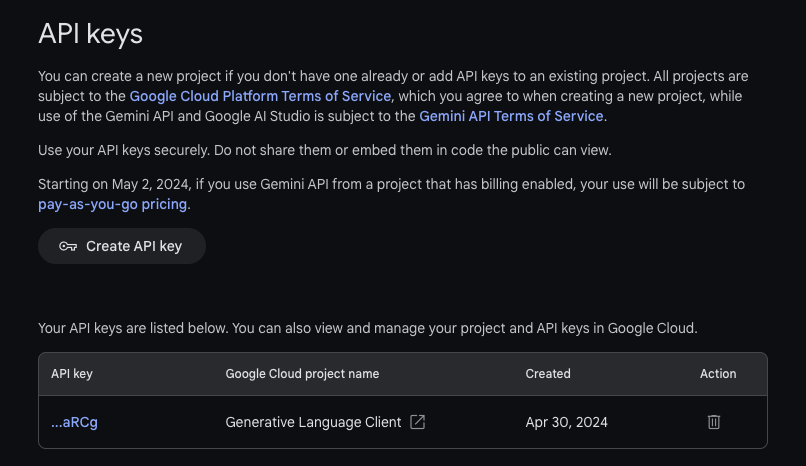 API keys
You can create a new project if you don't have one already or add API keys to an existing project. All projects are
subject to the Google Cloud Platform Terms of Service, which you agree to when creating a new project, while
use of the Gemini API and Google AI Studio is subject to the Gemini API Terms of Service.
Use your API keys securely. Do not share them or embed them in code the public can view.
Starting on May 2, 2024, if you use Gemini API from a project that has billing enabled, your use will be subject to
pay-as-you-go pricing.
Create API key
Your API keys are listed below. You can also view and manage your project and API keys in Google Cloud.
API key Google Cloud project name Created Action
...aRCg Generative Language Client Apr 30, 2024